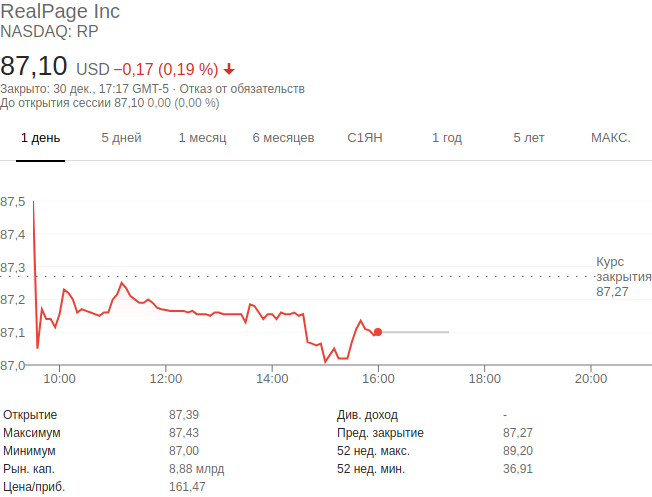 RealPage Inc
NASDAQ: RP
87,10 USD −0,17 (0,19 %)
Закрыто: 30 дек., 17:17 GMT-5 · Отказ от обязательств
До открытия сессии 87,10 0,00 (0,00 %)
1 день 5 дней 1 месяц 6 месяцев С1ЯН 1 год 5 лет МАКС.
87,5
87,4
87,3
87,2
87,1
87,0
Курс
закрытия
87,27
10:00 12:00 14:00 16:00 18:00 20:00
Открытие 87,39 Див. доход -
Максимум 87,43 Пред. закрытие 87,27
Минимум 87,00 52 нед. макс. 89,20
Рын. кап. 8,88 млрд 52 нед. мин. 36,91
Цена/приб. 161,47